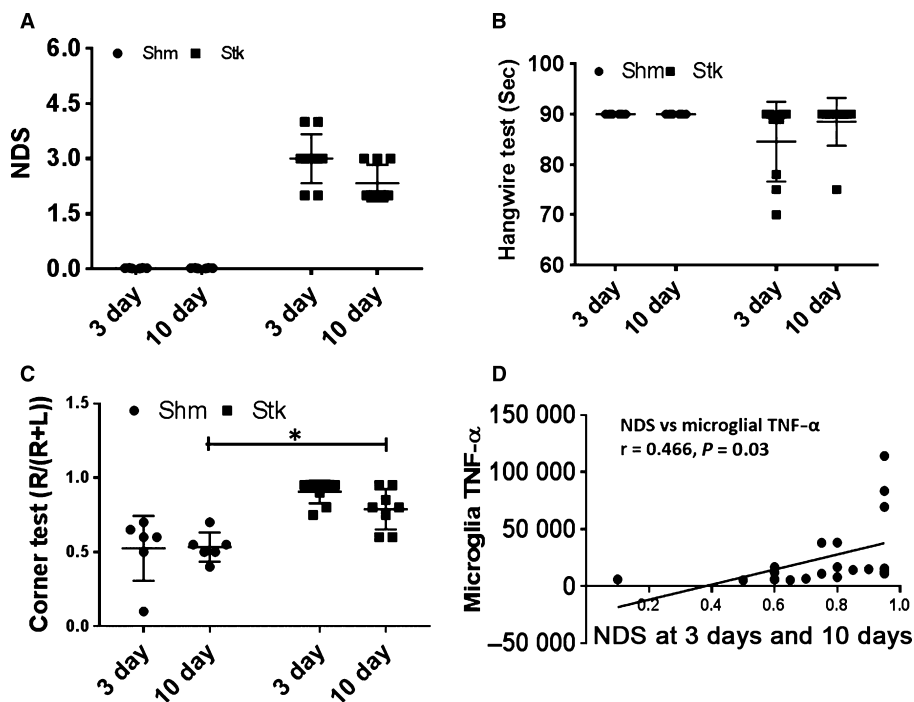 A
NDS
6.0
4.5
3.0
1.5
0.0
Shm Stk
3 day
10 day
3 day
10 day
B
Hangwire test (Sec)
100
90
80
70
60
Shm Stk
3 day
10 day
3 day
10 day
C
Corner test (R/(R+L))
1.5
1.0
0.5
0.0
Shm Stk
*
3 day
10 day
3 day
10 day
D
Microglia TNF-α
150 000
100 000
50 000
0
–50 000
NDS vs microglial TNF–α
r = 0.466, P = 0.03
0.2 0.4 0.6 0.8 1.0
NDS at 3 days and 10 days